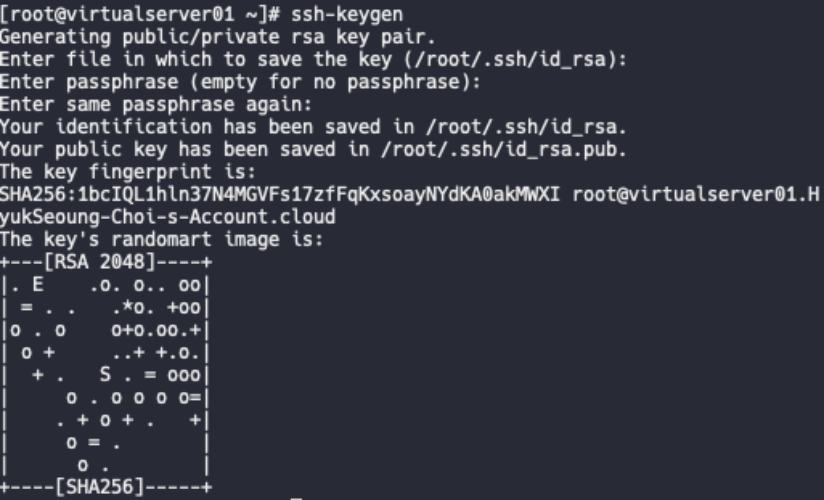 [root@virtualserver01 ~]# ssh-keygen
Generating public/private rsa key pair.
Enter file in which to save the key (/root/.ssh/id_rsa):
Enter passphrase (empty for no passphrase):
Enter same passphrase again:
Your identification has been saved in /root/.ssh/id_rsa.
Your public key has been saved in /root/.ssh/id_rsa.pub.
The key fingerprint is:
SHA256:1bcIQL1hln37N4MGVFs17zfFqKxsoayNYdKA0akMWXI root@virtualserver01.H
yukSeoung-Choi-s-Account.cloud
The key's randomart image is:
+---[RSA 2048]----+
|. E    .o. o.. oo|
| = . .   .*o. +oo|
|o . o    o+o.oo.+|
| o +     ..+ +.o.|
|  + .   S . = ooo|
|     o . o o o o=|
|    . + o + .   +|
|     o = .       |
|      o .        |
+----[SHA256]-----+